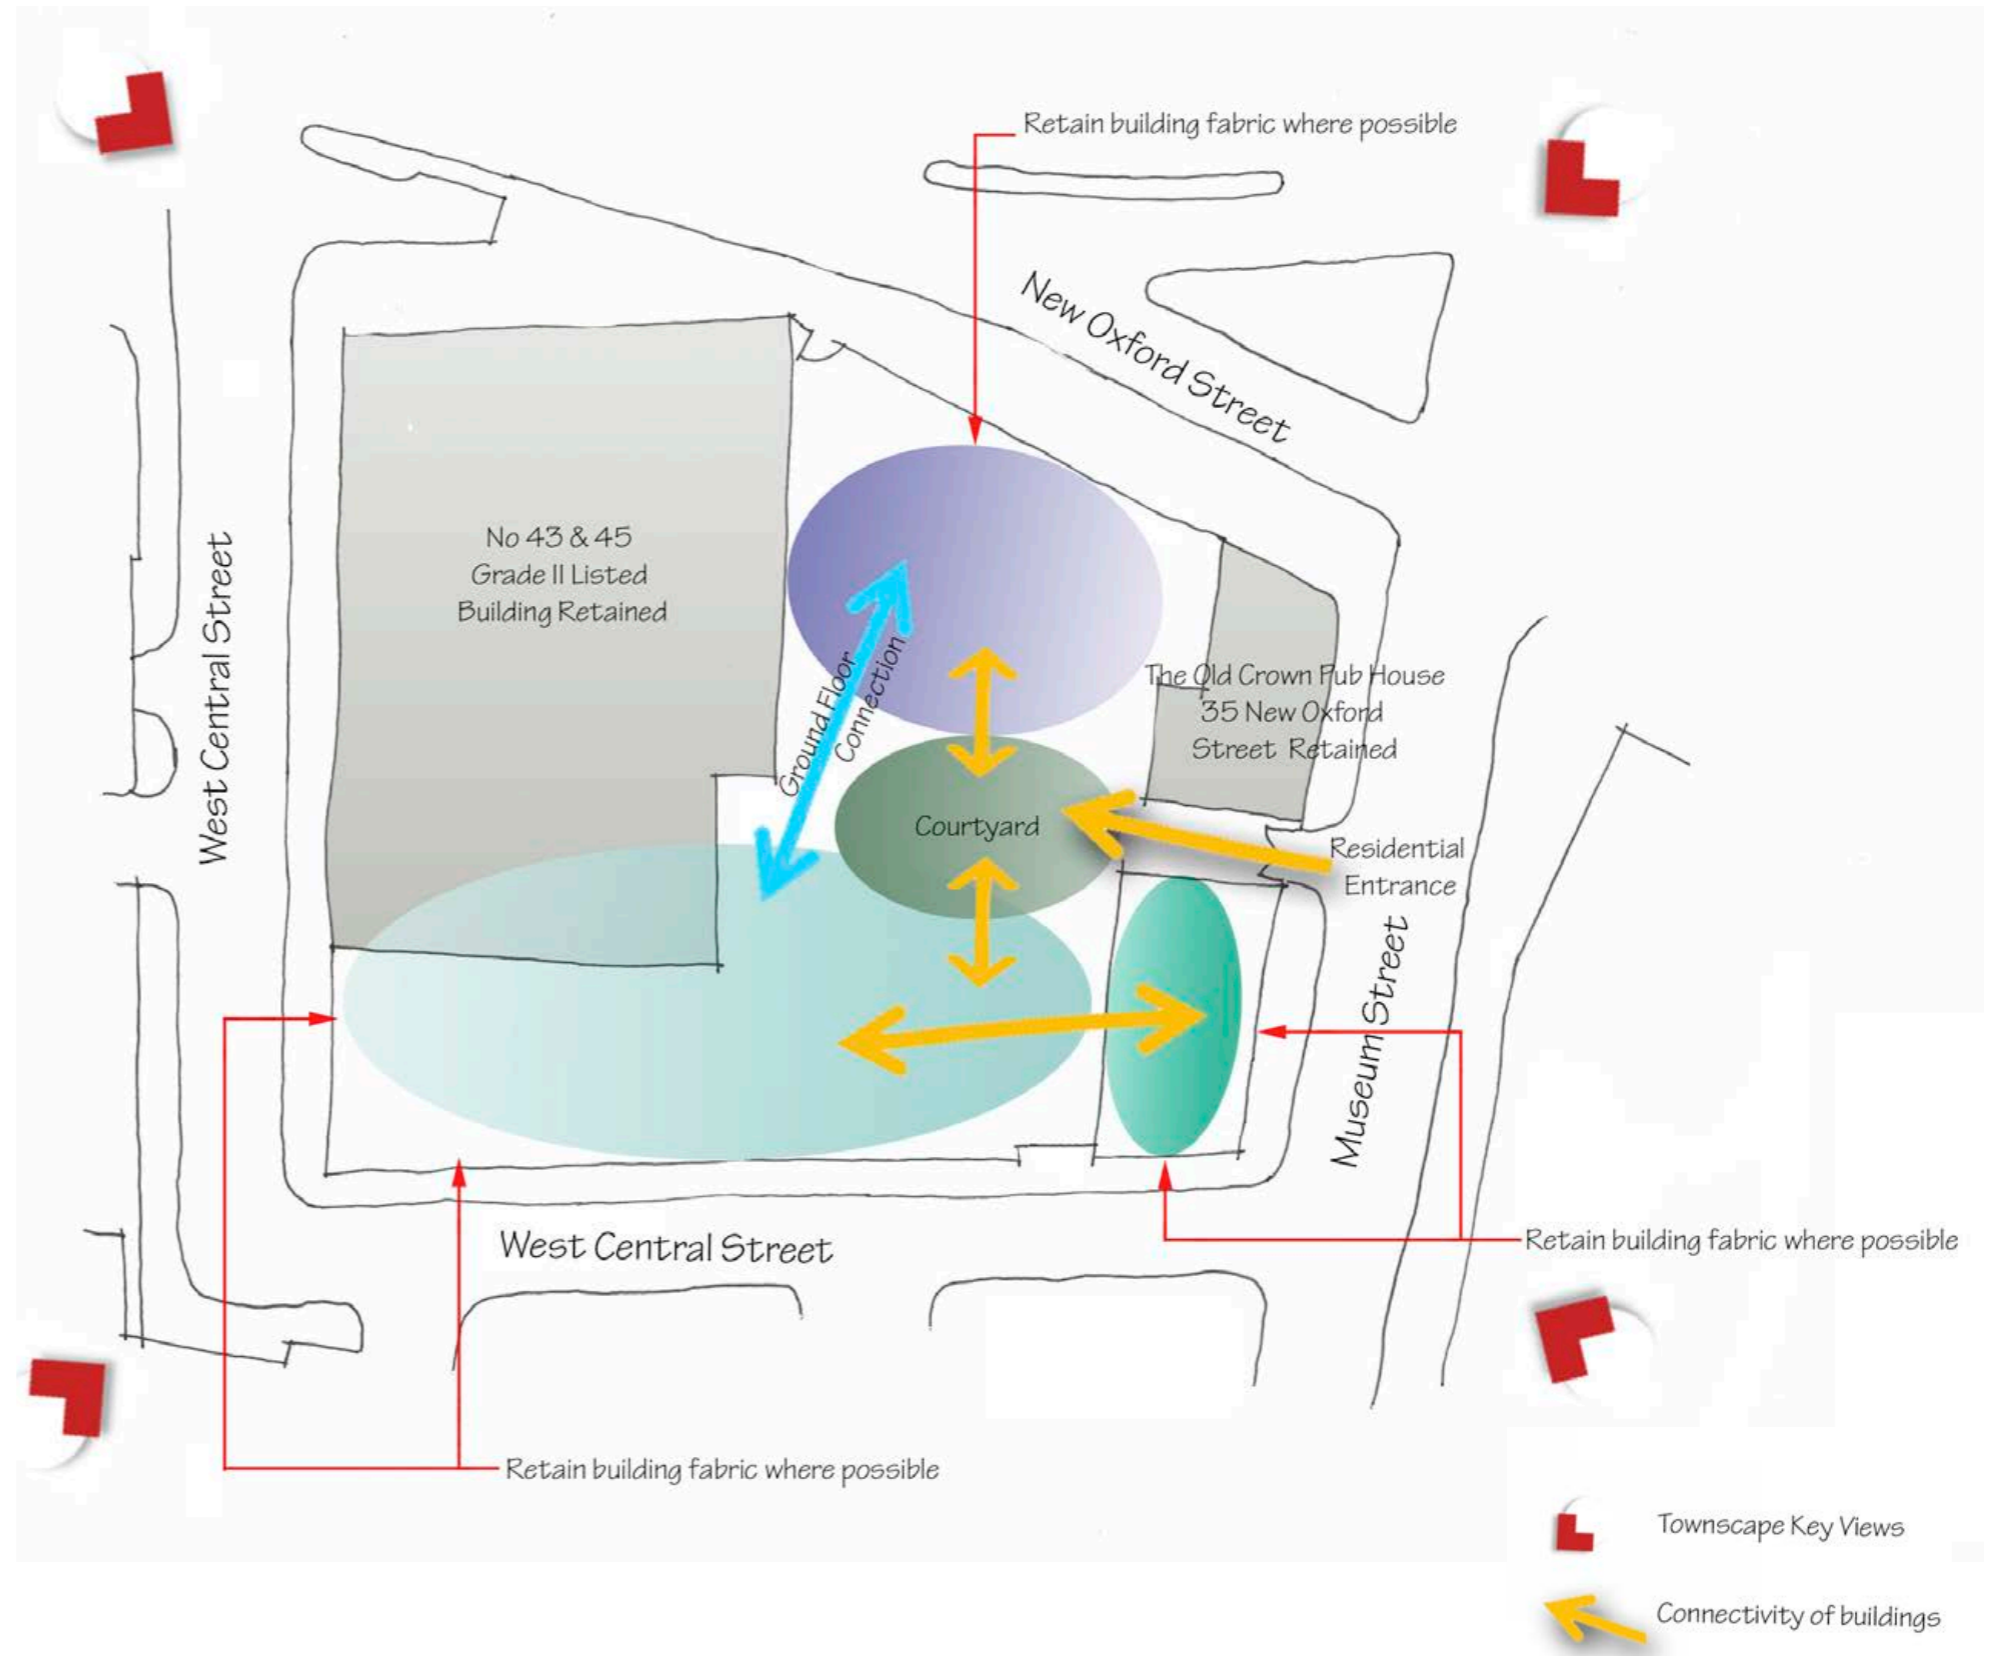 Retain building fabric where possible
New Oxford Street
No 43 & 45
Grade II Listed
Building Retained
West Central Street
Ground Floor
Connection
The Old Crown Pub House
35 New Oxford
Street Retained
Courtyard
Residential
Entrance
Museum Street
West Central Street
Retain building fabric where possible
Retain building fabric where possible
Townscape Key Views
Connectivity of buildings